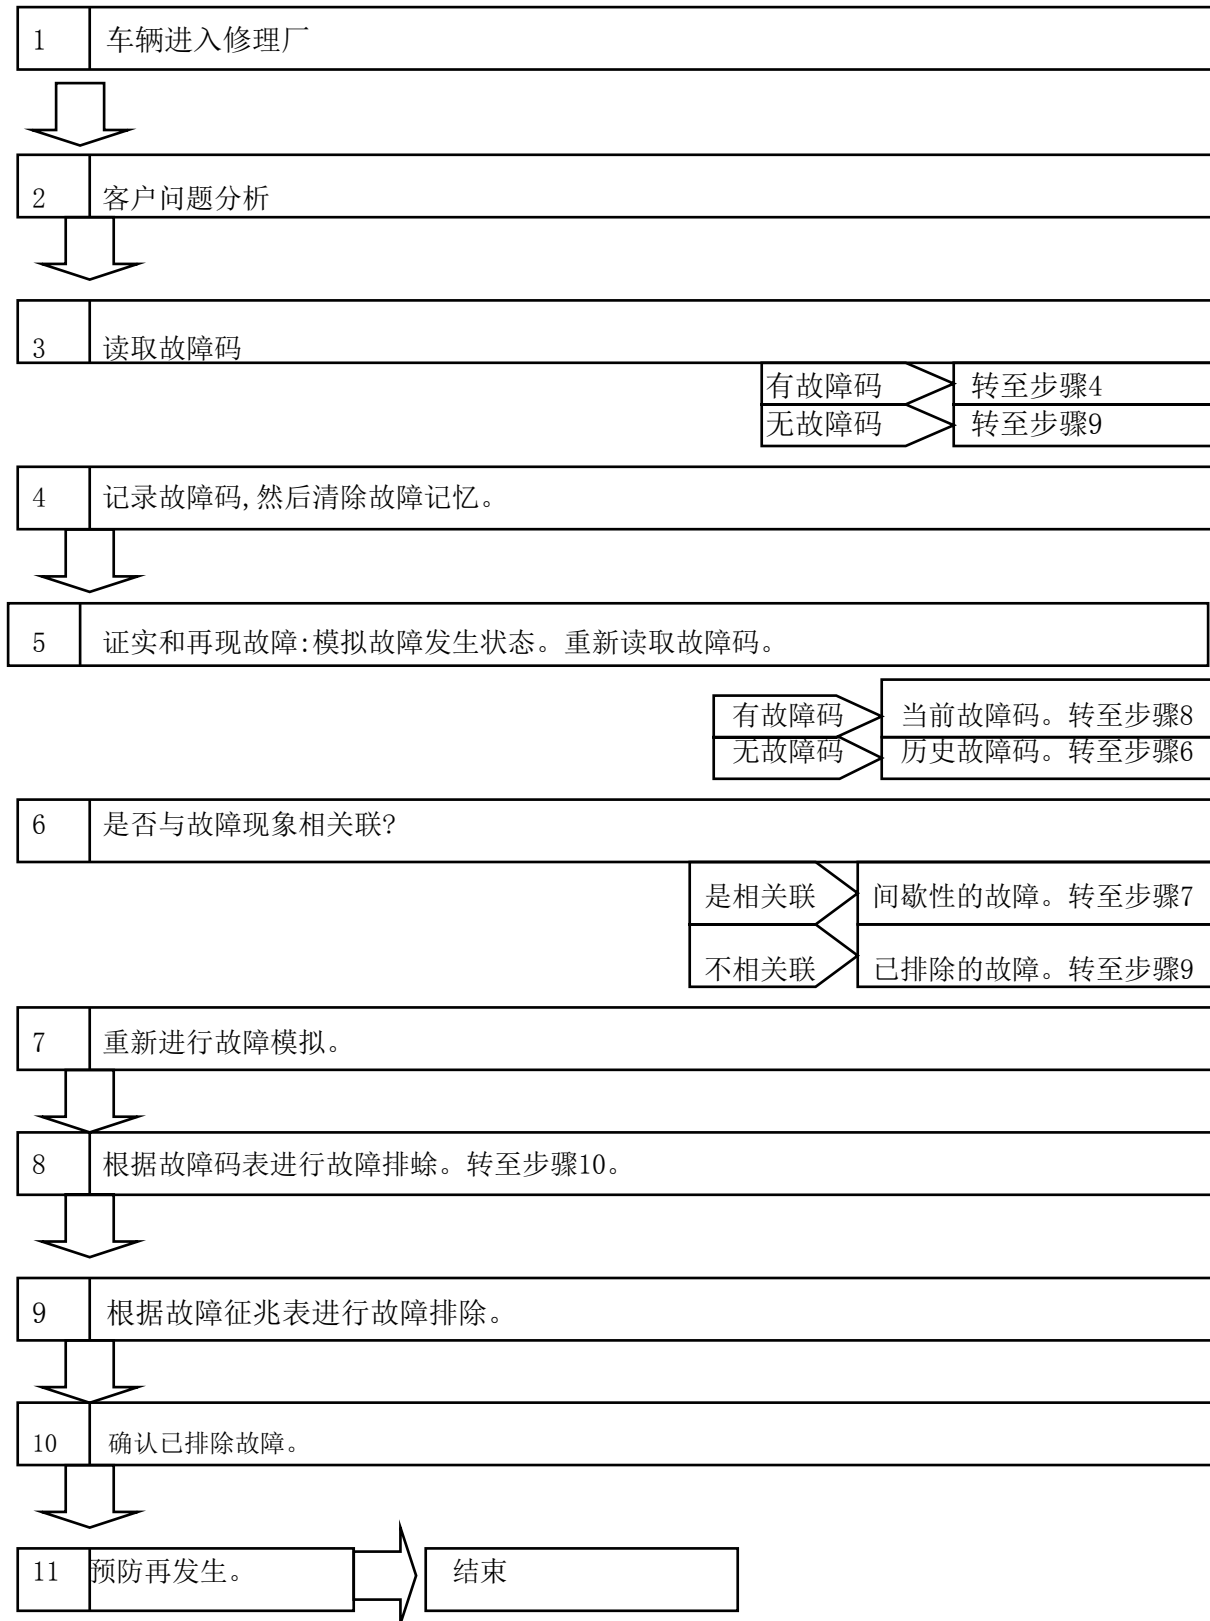 1 车辆进入修理厂
2 客户问题分析
3 读取故障码
有故障码 转至步骤4
无故障码 转至步骤9
4 记录故障码,然后清除故障记忆。
5 证实和再现故障:模拟故障发生状态。重新读取故障码。
有故障码 当前故障码。转至步骤8
无故障码 历史故障码。转至步骤6
6 是否与故障现象相关联?
是相关联 间歇性的故障。转至步骤7
不相关联 已排除的故障。转至步骤9
7 重新进行故障模拟。
8 根据故障码表进行故障排蜍。转至步骤10。
9 根据故障征兆表进行故障排除。
10 确认已排除故障。
11 预防再发生。 结束